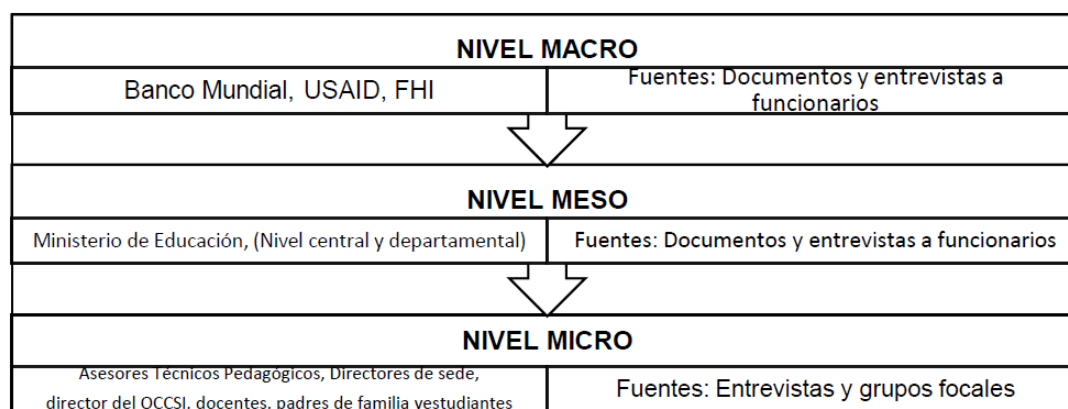 NIVEL MACRO
Banco Mundial, USAID, FHI
Fuentes: Documentos y entrevistas a
funcionarios
NIVEL MESO
Ministerio de Educación, (Nivel central y departamental)
Fuentes: Documentos y entrevistas a funcionarios
NIVEL MICRO
Asesores Técnicos Pedagógicos, Directores de sede,
director del OCCSI, docentes, padres de familia yestudiantes
Fuentes: Entrevistas y grupos focales